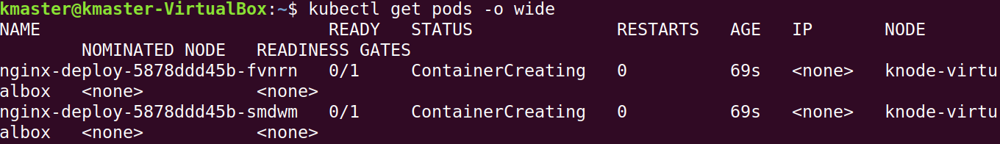 kmaster@kmaster-VirtualBox:~$ kubectl get pods -o wide
NAME                            READY   STATUS              RESTARTS   AGE   IP       NODE
        NOMINATED NODE   READINESS GATES
nginx-deploy-5878ddd45b-fvnrn   0/1     ContainerCreating   0          69s   <none>   knode-virtu
albox   <none>           <none>
nginx-deploy-5878ddd45b-smdwm   0/1     ContainerCreating   0          69s   <none>   knode-virtu
albox   <none>           <none>